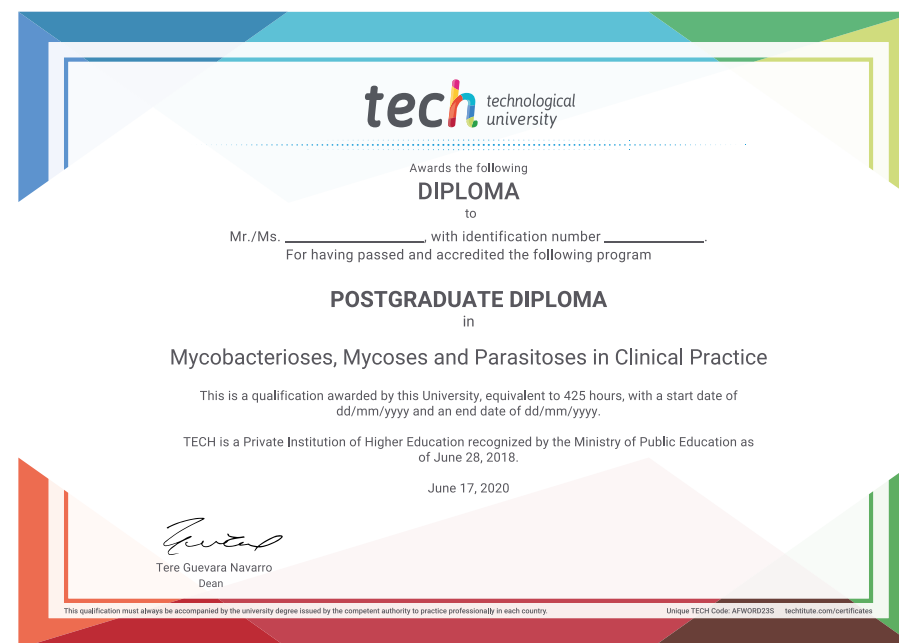 tech technological
university
Awards the following
DIPLOMA
to
Mr./Ms. ____________________, with identification number ______________.
For having passed and accredited the following program
POSTGRADUATE DIPLOMA
in
Mycobacterioses, Mycoses and Parasitoses in Clinical Practice
This is a qualification awarded by this University, equivalent to 425 hours, with a start date of
dd/mm/yyyy and an end date of dd/mm/yyyy.
TECH is a Private Institution of Higher Education recognized by the Ministry of Public Education as
of June 28, 2018.
June 17, 2020
Tere Guevara Navarro
Dean
This qualification must always be accompanied by the university degree issued by the competent authority to practice professionally in each country. Unique TECH Code: AFWORD23S techtitute.com/certificates